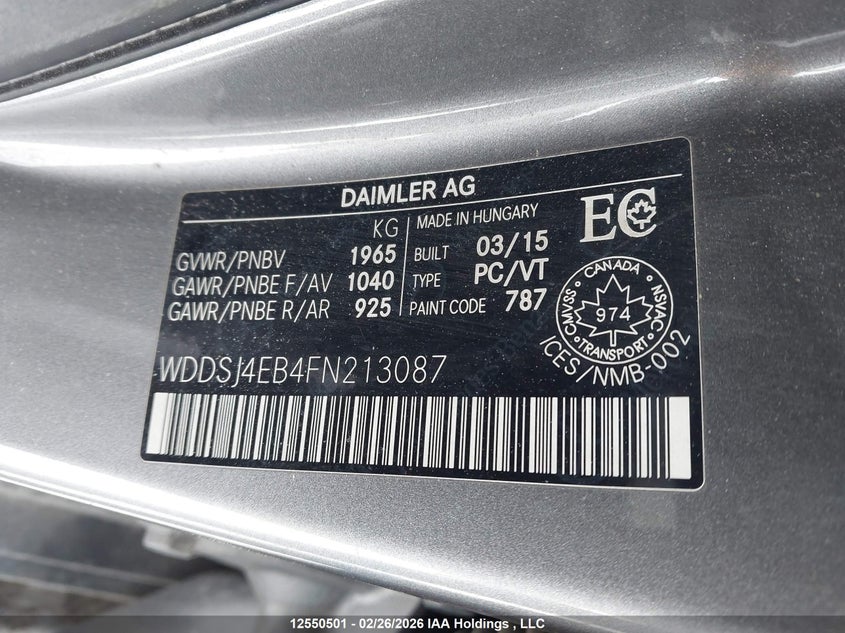 DAIMLER AG
KG
GVWR/PNBV 1965
GAWR/PNBE F/AV 1040
GAWR/PNBE R/AR 925
MADE IN HUNGARY
BUILT 03/15
TYPE PC/VT
PAINT CODE 787
EC
CANADA
CMVSS 974 NSVAC
TRANSPORT
ICES/NMB-002
WDDSJ4EB4FN213087
12550501 - 02/26/2026 IAA Holdings , LLC